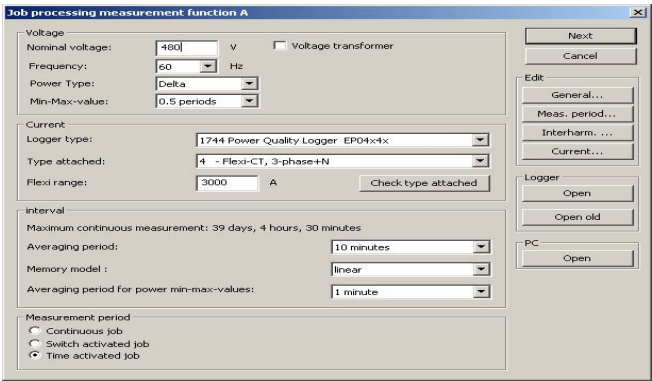 Job processing measurement function A
Voltage
Nominal voltage: 480 V Voltage transformer
Frequency: 60 Hz
Power Type: Delta
Min-Max-value: 0.5 periods
Current
Logger type: 1744 Power Quality Logger EP04x4x
Type attached: 4 - Flexi-CT, 3-phase+N
Flexi range: 3000 A Check type attached
interval
Maximum continuous measurement: 39 days, 4 hours, 30 minutes
Averaging period: 10 minutes
Memory model : linear
Averaging period for power min-max-values: 1 minute
Measurement period
Continuous job
Switch activated job
Time activated job
Next
Cancel
Edit
General...
Meas. period...
Interharm. ...
Current...
Logger
Open
Open old
PC
Open